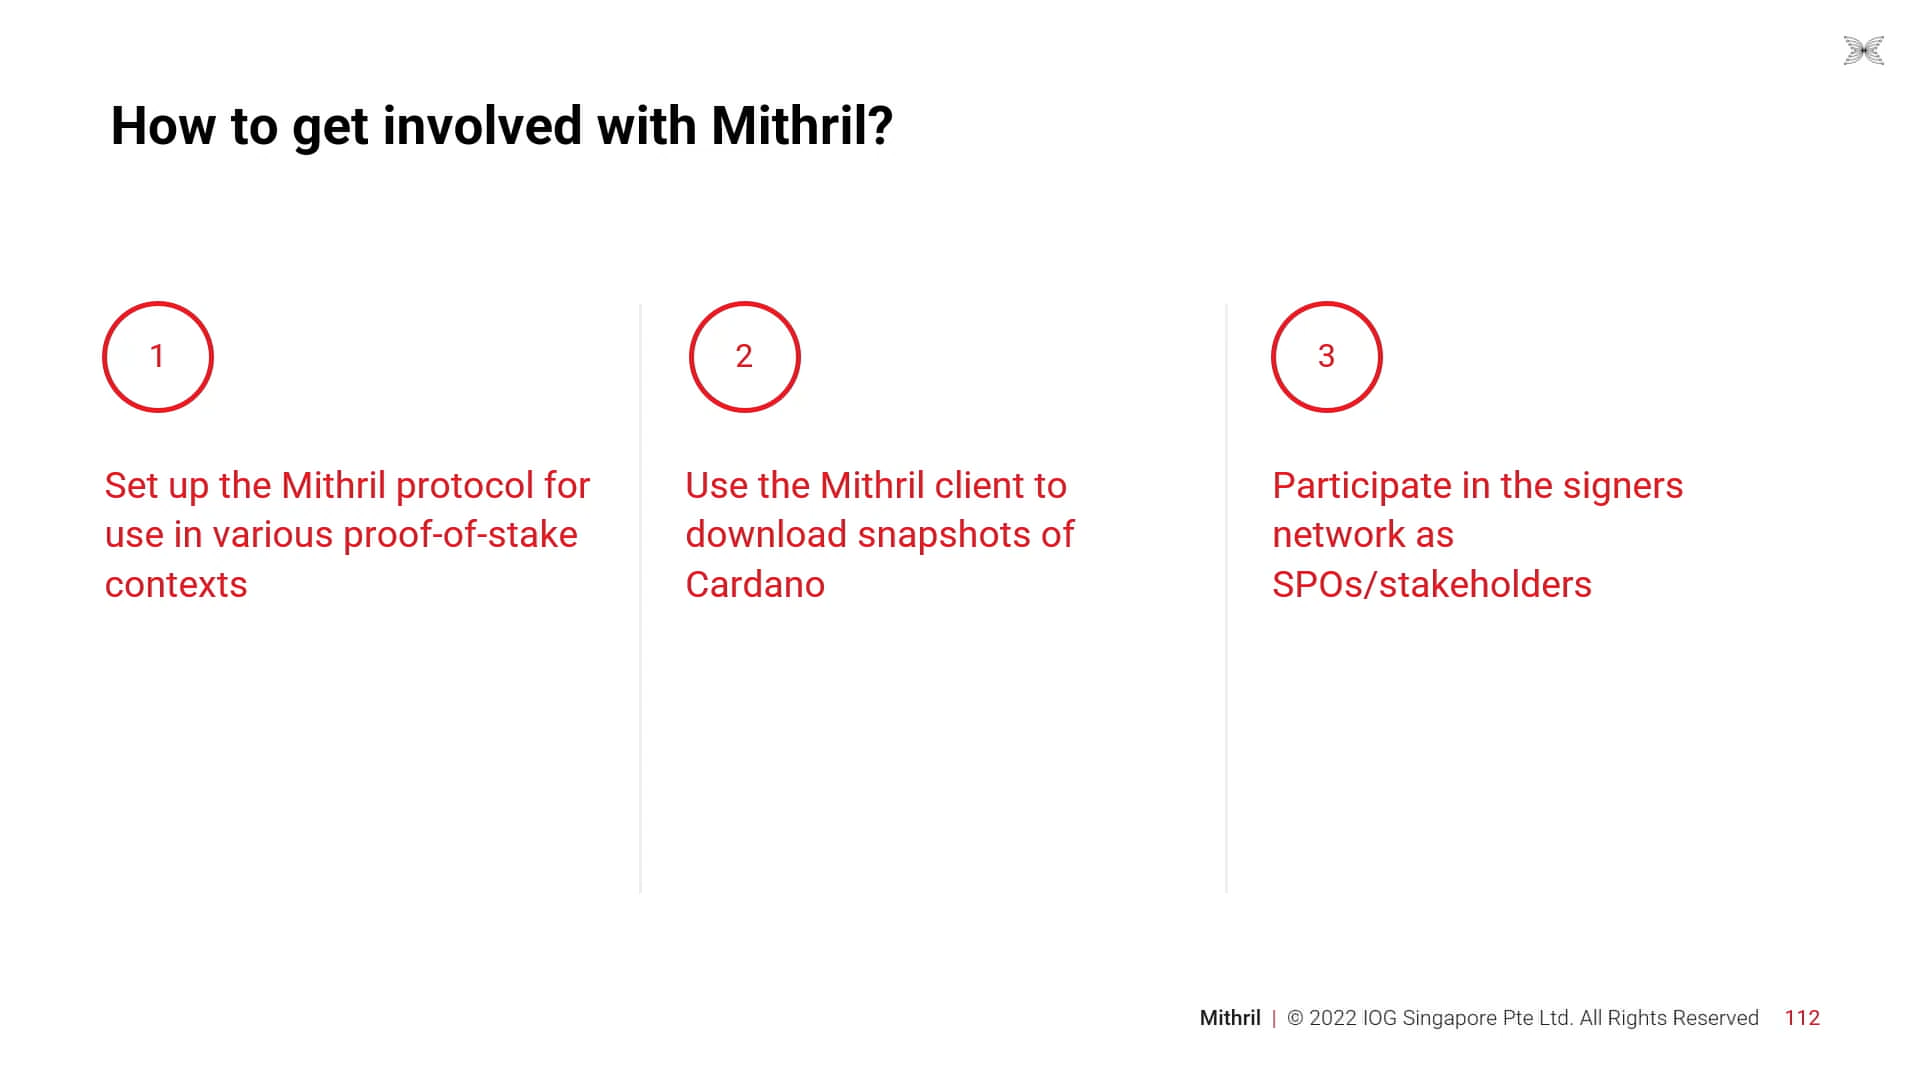 How to get involved with Mithril?
1
Set up the Mithril protocol for
use in various proof-of-stake
contexts
2
Use the Mithril client to
download snapshots of
Cardano
3
Participate in the signers
network as
SPOs/stakeholders
Mithril | © 2022 IOG Singapore Pte Ltd. All Rights Reserved 112